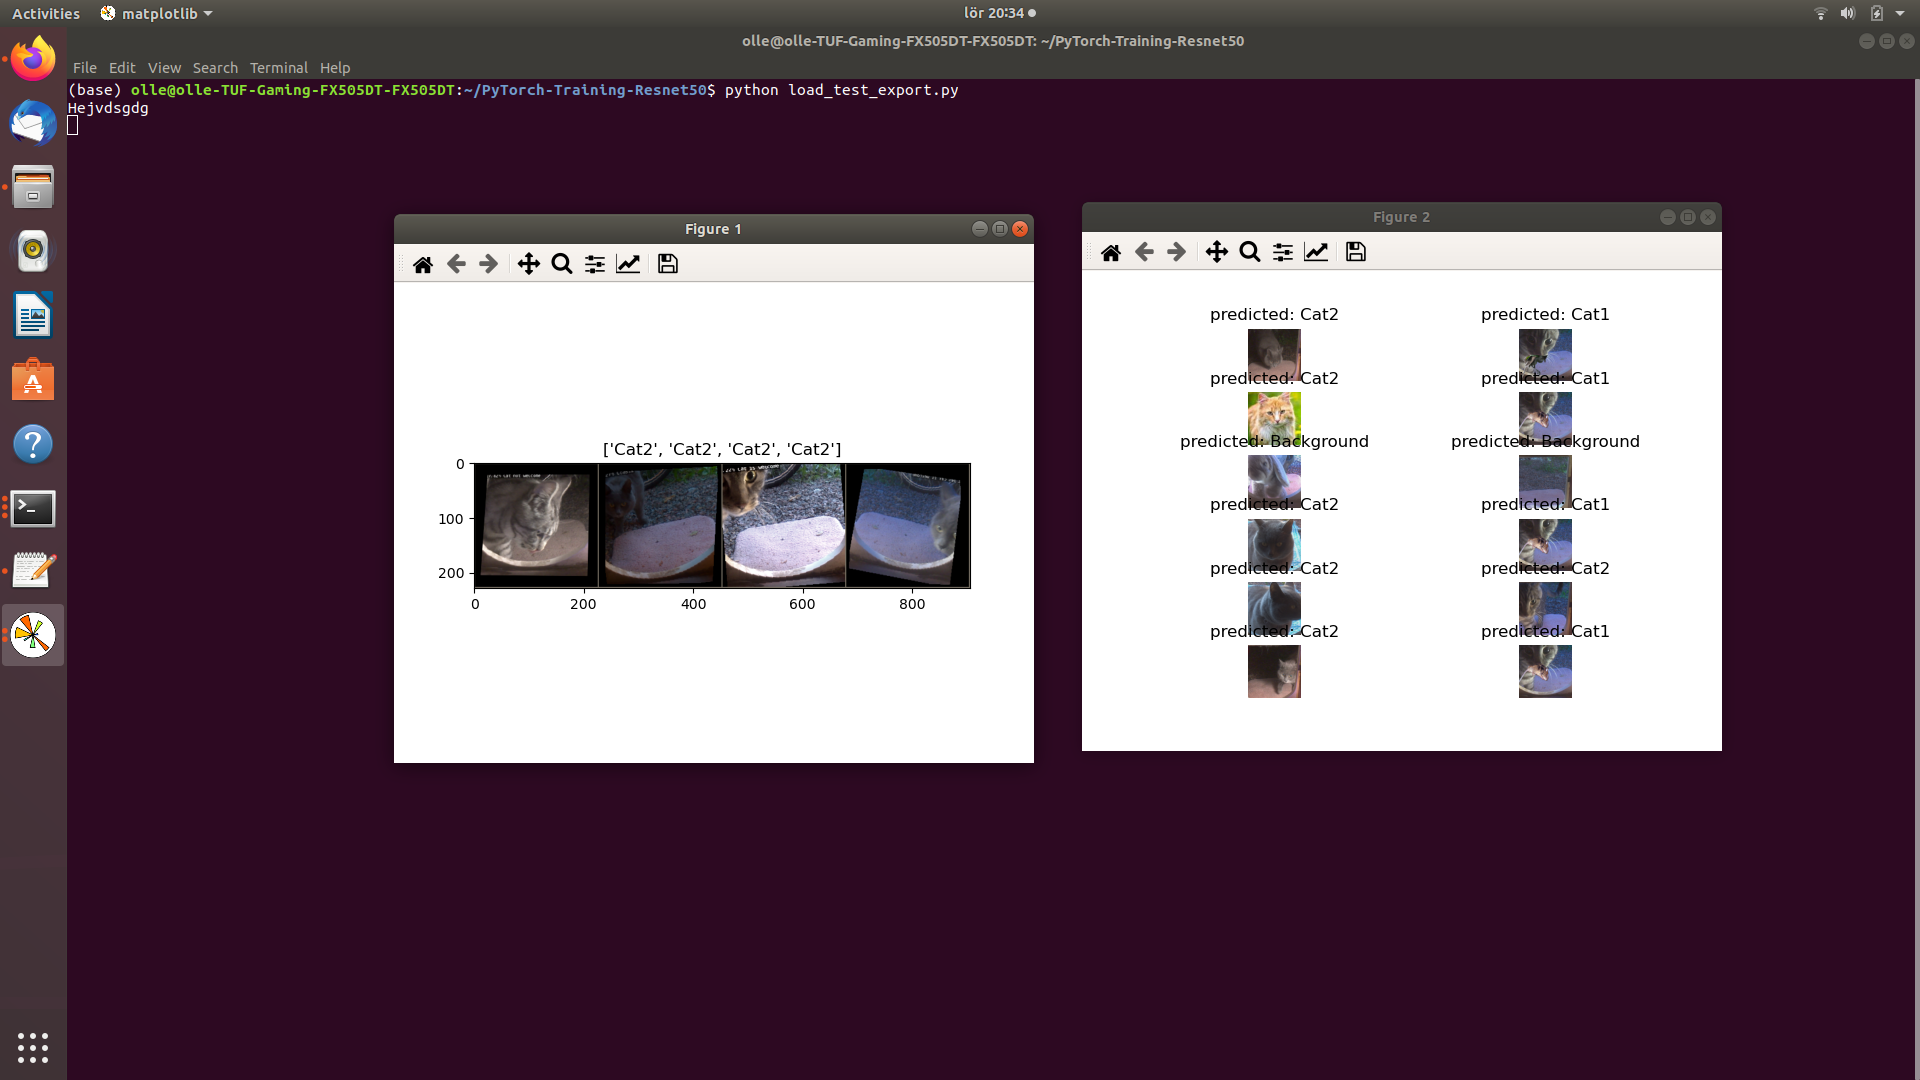 Activities
matplotlib
lör 20:34
olle@olle-TUF-Gaming-FX505DT-FX505DT: ~/PyTorch-Training-Resnet50
File Edit View Search Terminal Help
(base) olle@olle-TUF-Gaming-FX505DT-FX505DT:~/PyTorch-Training-Resnet50$ python load_test_export.py
Hejvdsgdg
Figure 1
['Cat2', 'Cat2', 'Cat2', 'Cat2']
0
100
200
0 200 400 600 800
Figure 2
predicted: Cat2 predicted: Cat1
predicted: Cat2 predicted: Cat1
predicted: Background predicted: Background
predicted: Cat2 predicted: Cat1
predicted: Cat2 predicted: Cat2
predicted: Cat2 predicted: Cat1